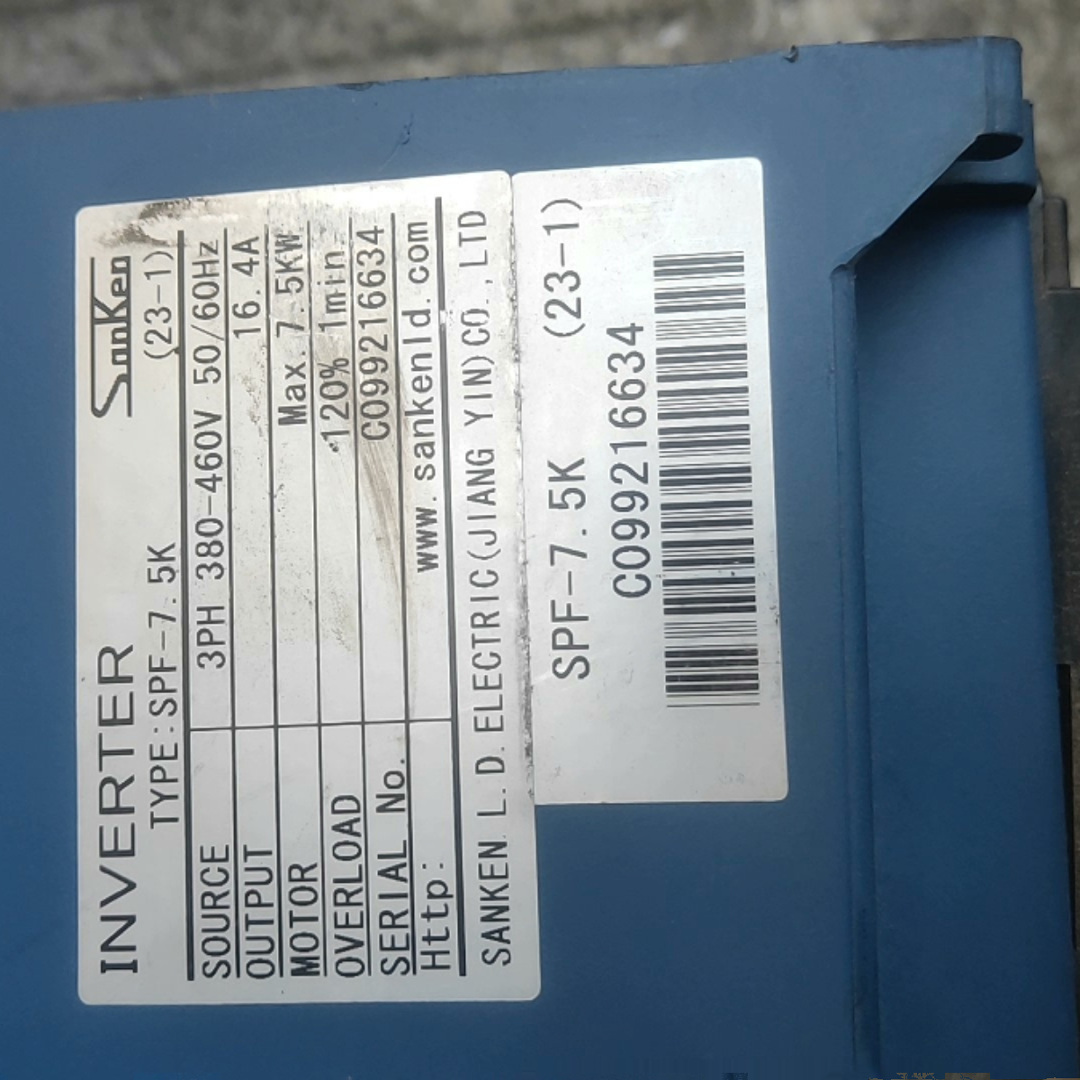 INVERTER SanKen
TYPE:SPF-7.5K (23-1)
SOURCE 3PH 380-460V 50/60Hz
OUTPUT 16.4A
MOTOR Max.7.5KW
OVERLOAD 120% 1min
SERIAL No. C099216634
Http: www.sankenld.com
SANKEN L.D.ELECTRIC(JIANG YIN)CO.,LTD
SPF-7.5K (23-1)
C099216634